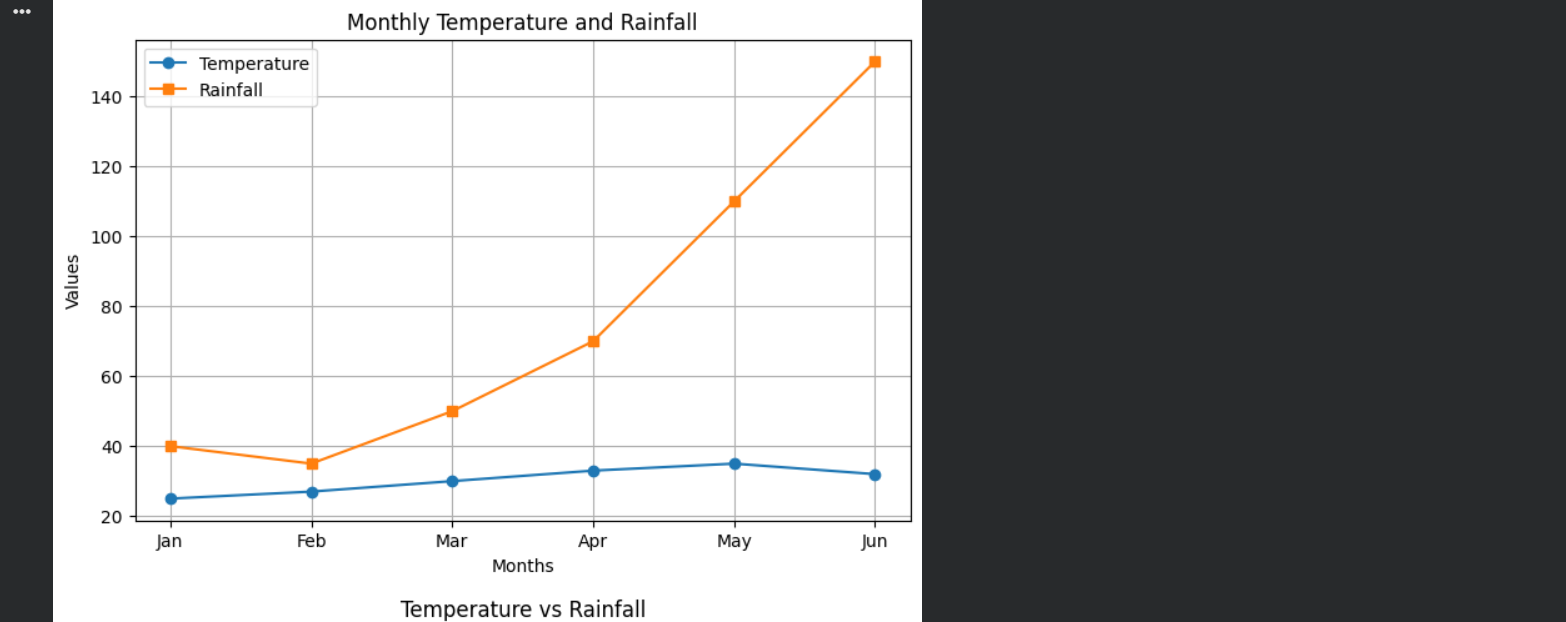 Monthly Temperature and Rainfall
Temperature
Rainfall
140
120
100
80
60
40
20
Values
Jan Feb Mar Apr May Jun
Months
Temperature vs Rainfall